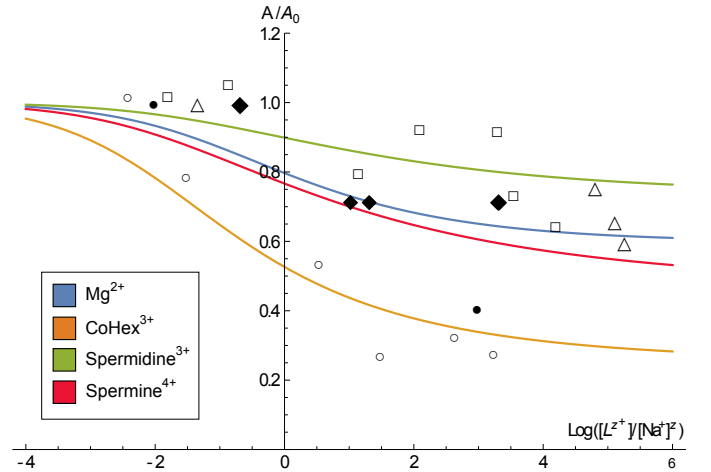 A/A₀
1.2
1.0
0.8
0.6
0.4
0.2
Mg²⁺
CoHex³⁺
Spermidine³⁺
Spermine⁴⁺
Log([Lᶻ⁺]/[Na⁺]ᶻ)
-4 -2 0 2 4 6